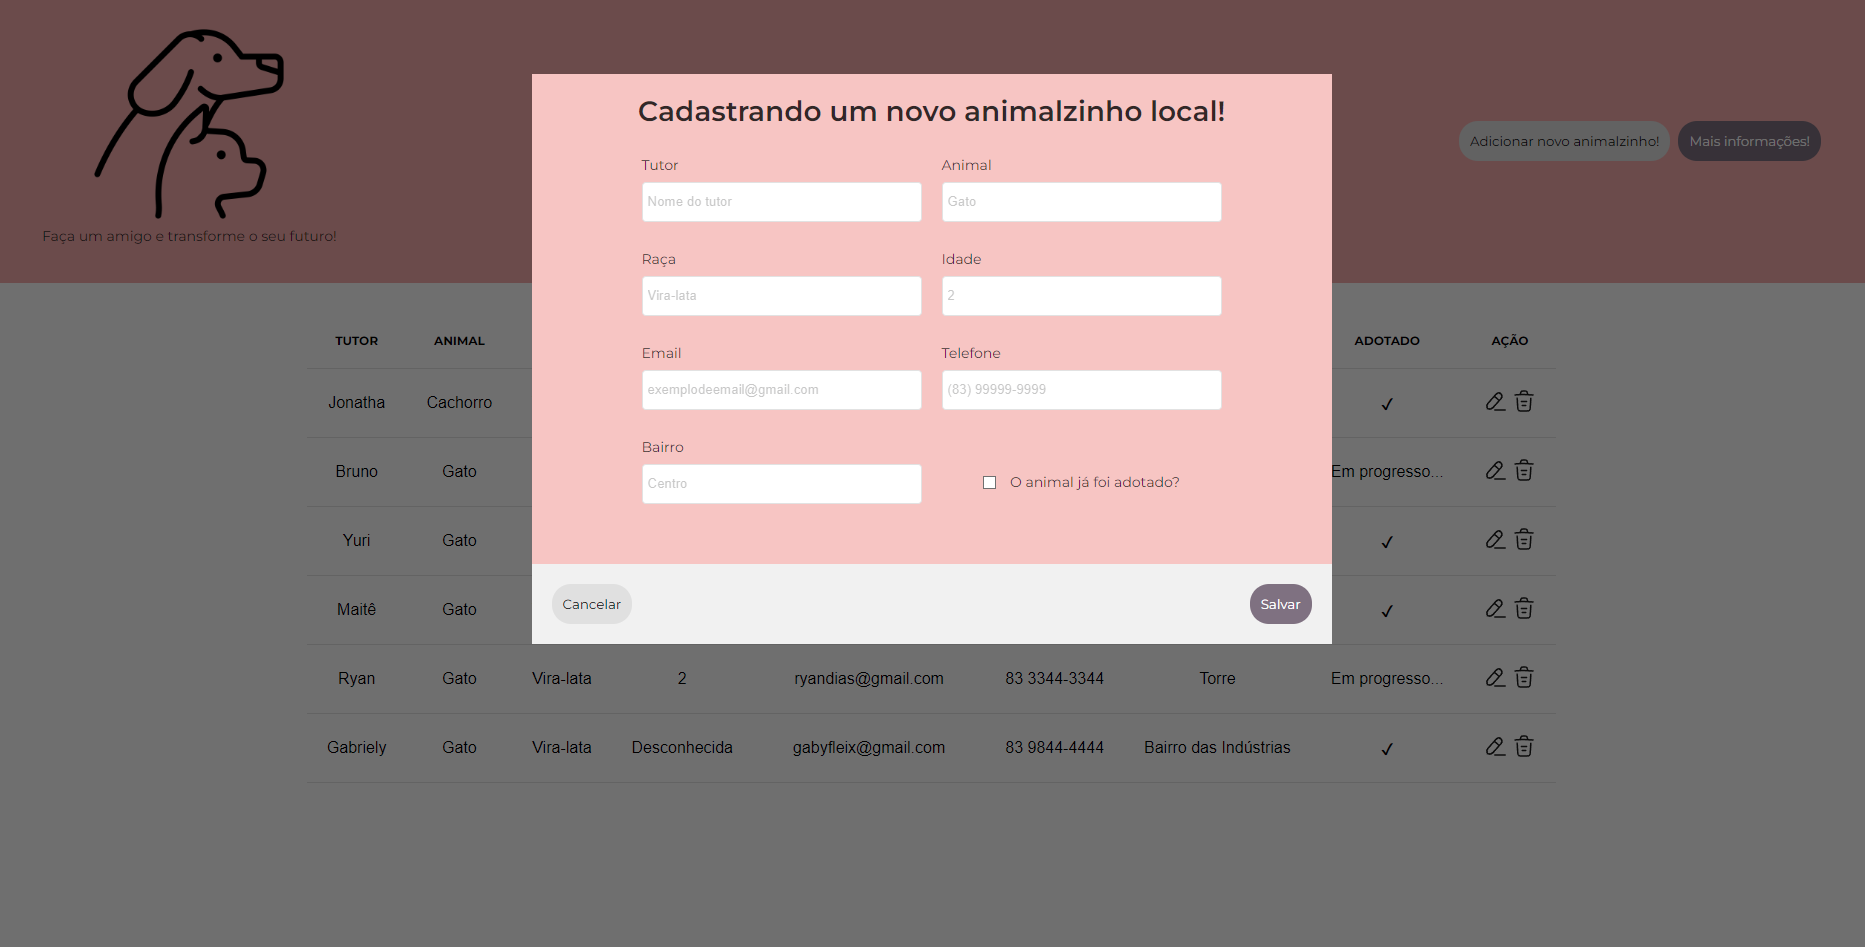 Faça um amigo e transforme o seu futuro!
Adicionar novo animalzinho!
Mais informações!
Cadastrando um novo animalzinho local!
Tutor Animal
Nome do tutor Gato
Raça Idade
Vira-lata 2
Email Telefone
exemplodeemail@gmail.com (83) 99999-9999
Bairro
Centro O animal já foi adotado?
Cancelar Salvar
TUTOR ANIMAL ADOTADO AÇÃO
Jonatha Cachorro ✓
Bruno Gato Em progresso...
Yuri Gato ✓
Maitê Gato ✓
Ryan Gato Vira-lata 2 ryandias@gmail.com 83 3344-3344 Torre Em progresso...
Gabriely Gato Vira-lata Desconhecida gabyfleix@gmail.com 83 9844-4444 Bairro das Indústrias ✓